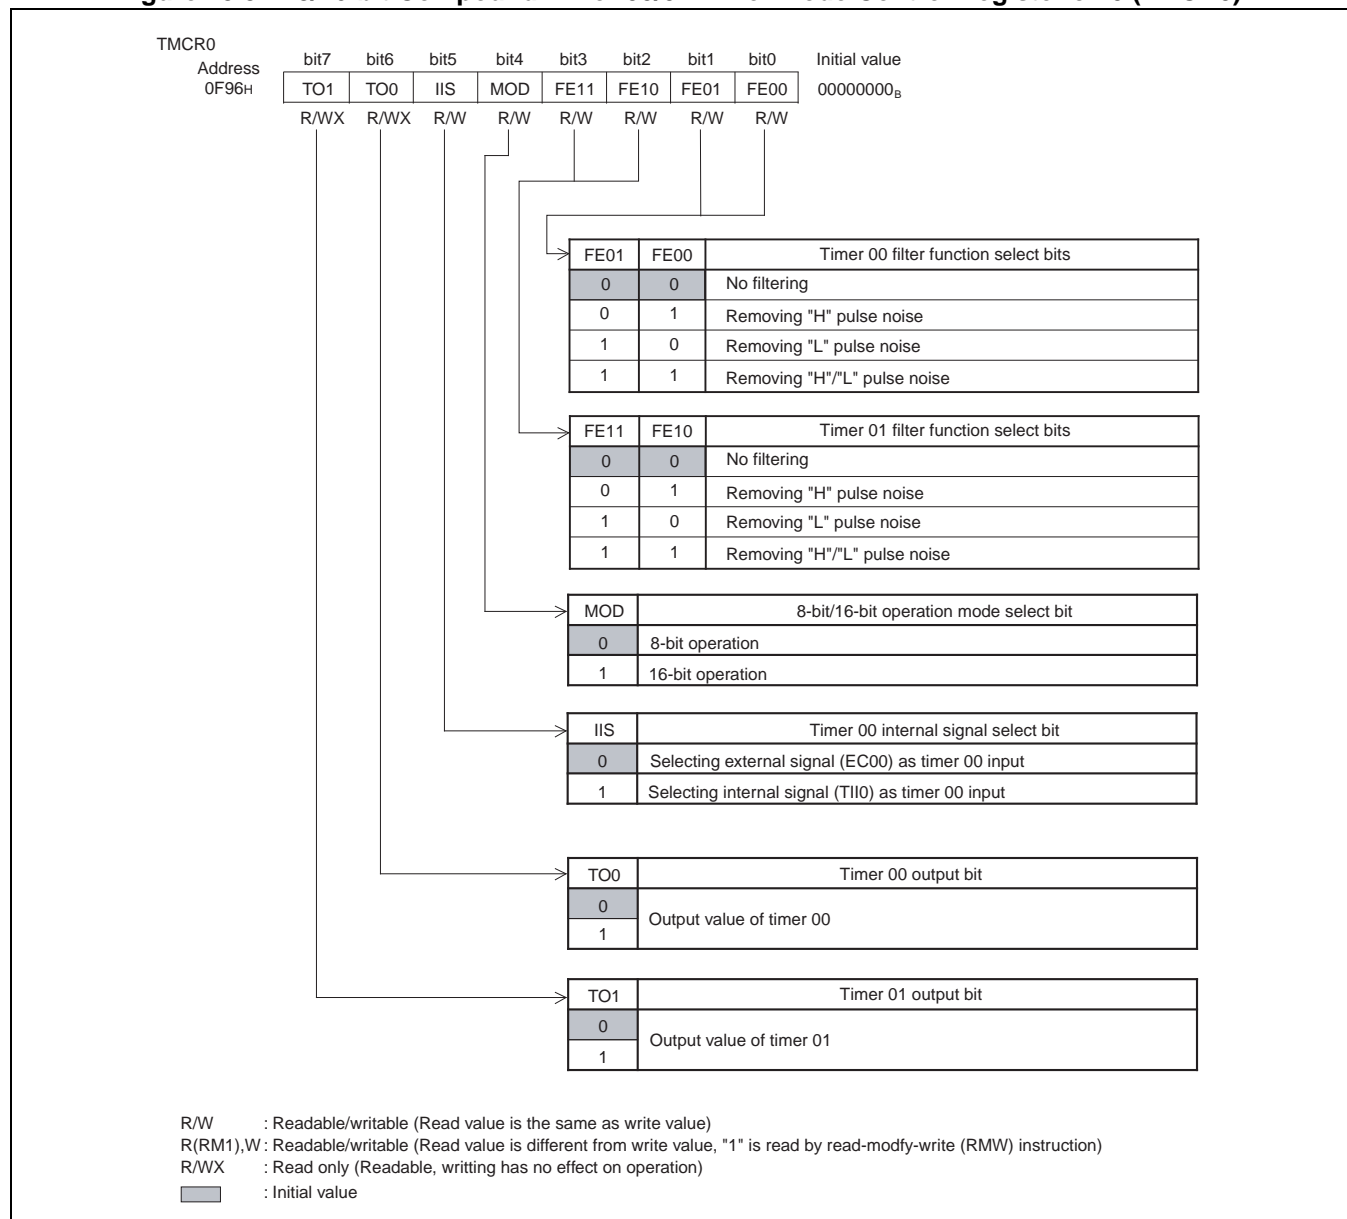 TMCR0
Address bit7 bit6 bit5 bit4 bit3 bit2 bit1 bit0 Initial value
0F96H TO1 TO0 IIS MOD FE11 FE10 FE01 FE00 00000000B
R/WX R/WX R/W R/W R/W R/W R/W R/W
FE01 FE00 Timer 00 filter function select bits
0 0 No filtering
0 1 Removing "H" pulse noise
1 0 Removing "L" pulse noise
1 1 Removing "H"/"L" pulse noise
FE11 FE10 Timer 01 filter function select bits
0 0 No filtering
0 1 Removing "H" pulse noise
1 0 Removing "L" pulse noise
1 1 Removing "H"/"L" pulse noise
MOD 8-bit/16-bit operation mode select bit
0 8-bit operation
1 16-bit operation
IIS Timer 00 internal signal select bit
0 Selecting external signal (EC00) as timer 00 input
1 Selecting internal signal (TII0) as timer 00 input
TO0 Timer 00 output bit
0
Output value of timer 00
1
TO1 Timer 01 output bit
0
Output value of timer 01
1
R/W : Readable/writable (Read value is the same as write value)
R(RM1),W : Readable/writable (Read value is different from write value, "1" is read by read-modfy-write (RMW) instruction)
R/WX : Read only (Readable, writting has no effect on operation)
: Initial value